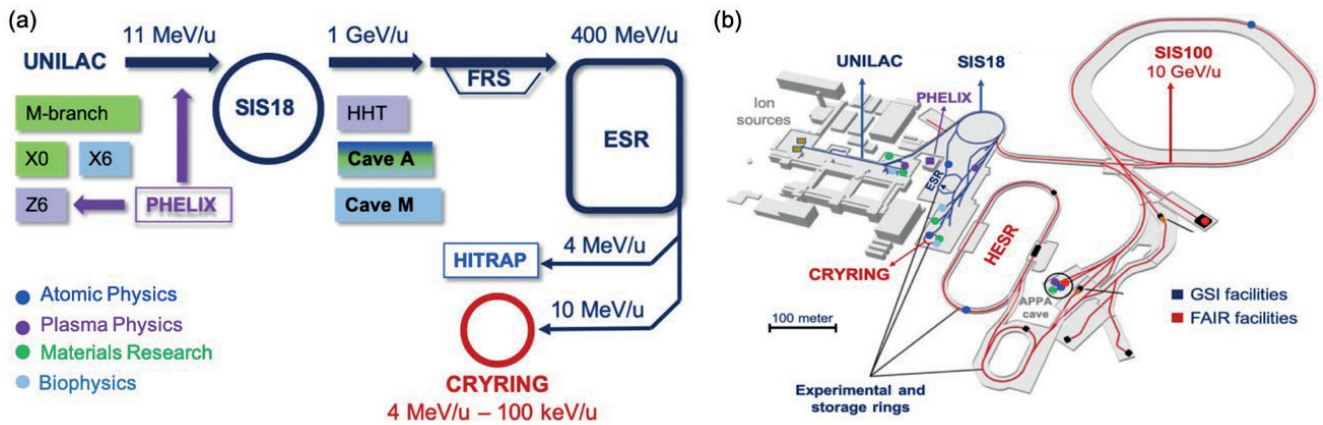 (a)
11 MeV/u
1 GeV/u
400 MeV/u
UNILAC
SIS18
FRS
ESR
M-branch
X0
X6
Z6
PHELIX
HHT
Cave A
Cave M
4 MeV/u
HITRAP
10 MeV/u
CRYRING
4 MeV/u – 100 keV/u
Atomic Physics
Plasma Physics
Materials Research
Biophysics
(b)
UNILAC
SIS18
SIS100
10 GeV/u
PHELIX
Ion
sources
ESR
HESR
CRYRING
APPA
cave
GSI facilities
FAIR facilities
100 meter
Experimental and
storage rings